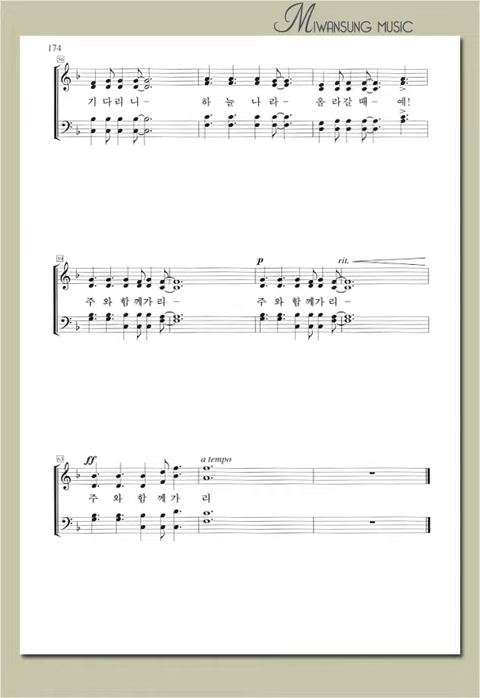 MIWANSUNG MUSIC
174
기 다 리 니 – 하 늘 나 라 – 올 라 갈 때 – 예!
p rit.
주 와 함 께 가 리 – 주 와 함 께 가 리 –
ff a tempo
주 와 함 께 가 리